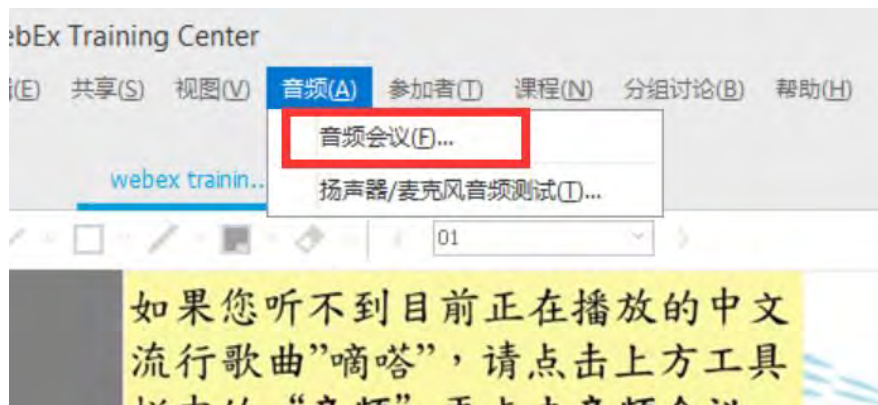 ebEx Training Center
(E) 共享(S) 视图(V) 音频(A) 参加者(T) 课程(N) 分组讨论(B) 帮助(H)
音频会议(F)...
webex trainin..
扬声器/麦克风音频测试(T)...
01
如果您听不到目前正在播放的中文
流行歌曲”嘀嗒”，请点击上方工具